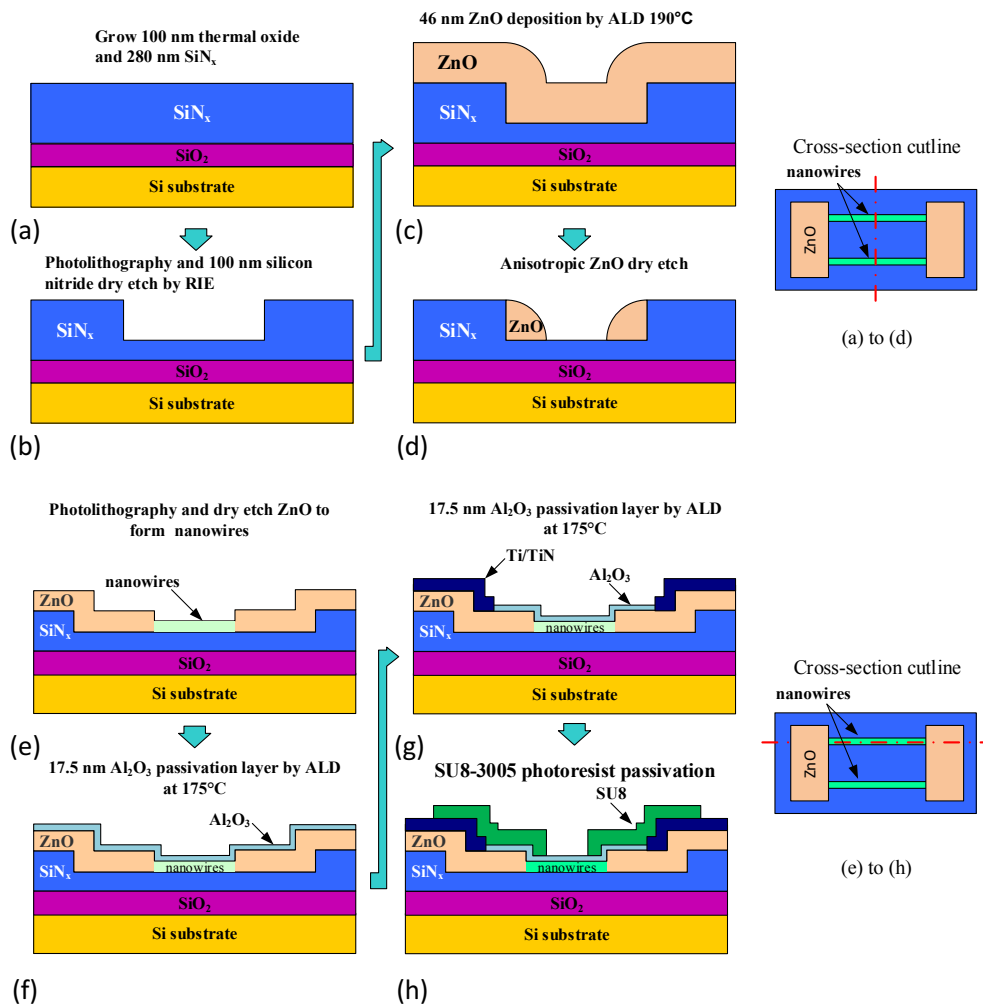 Grow 100 nm thermal oxide
and 280 nm SiNx
SiNx
SiO2
Si substrate
(a)
Photolithography and 100 nm silicon
nitride dry etch by RIE
SiNx
SiO2
Si substrate
(b)
46 nm ZnO deposition by ALD 190°C
ZnO
SiNx
SiO2
Si substrate
(c)
Anisotropic ZnO dry etch
SiNx
ZnO
SiO2
Si substrate
(d)
Cross-section cutline
nanowires
ZnO
(a) to (d)
Photolithography and dry etch ZnO to
form nanowires
nanowires
ZnO
SiNx
SiO2
Si substrate
(e)
17.5 nm Al2O3 passivation layer by ALD
at 175°C
Al2O3
ZnO
SiNx
nanowires
SiO2
Si substrate
(f)
17.5 nm Al2O3 passivation layer by ALD
at 175°C
Ti/TiN
Al2O3
ZnO
SiNx
nanowires
SiO2
Si substrate
(g)
SU8-3005 photoresist passivation
SU8
ZnO
SiNx
nanowires
SiO2
Si substrate
(h)
Cross-section cutline
nanowires
ZnO
(e) to (h)